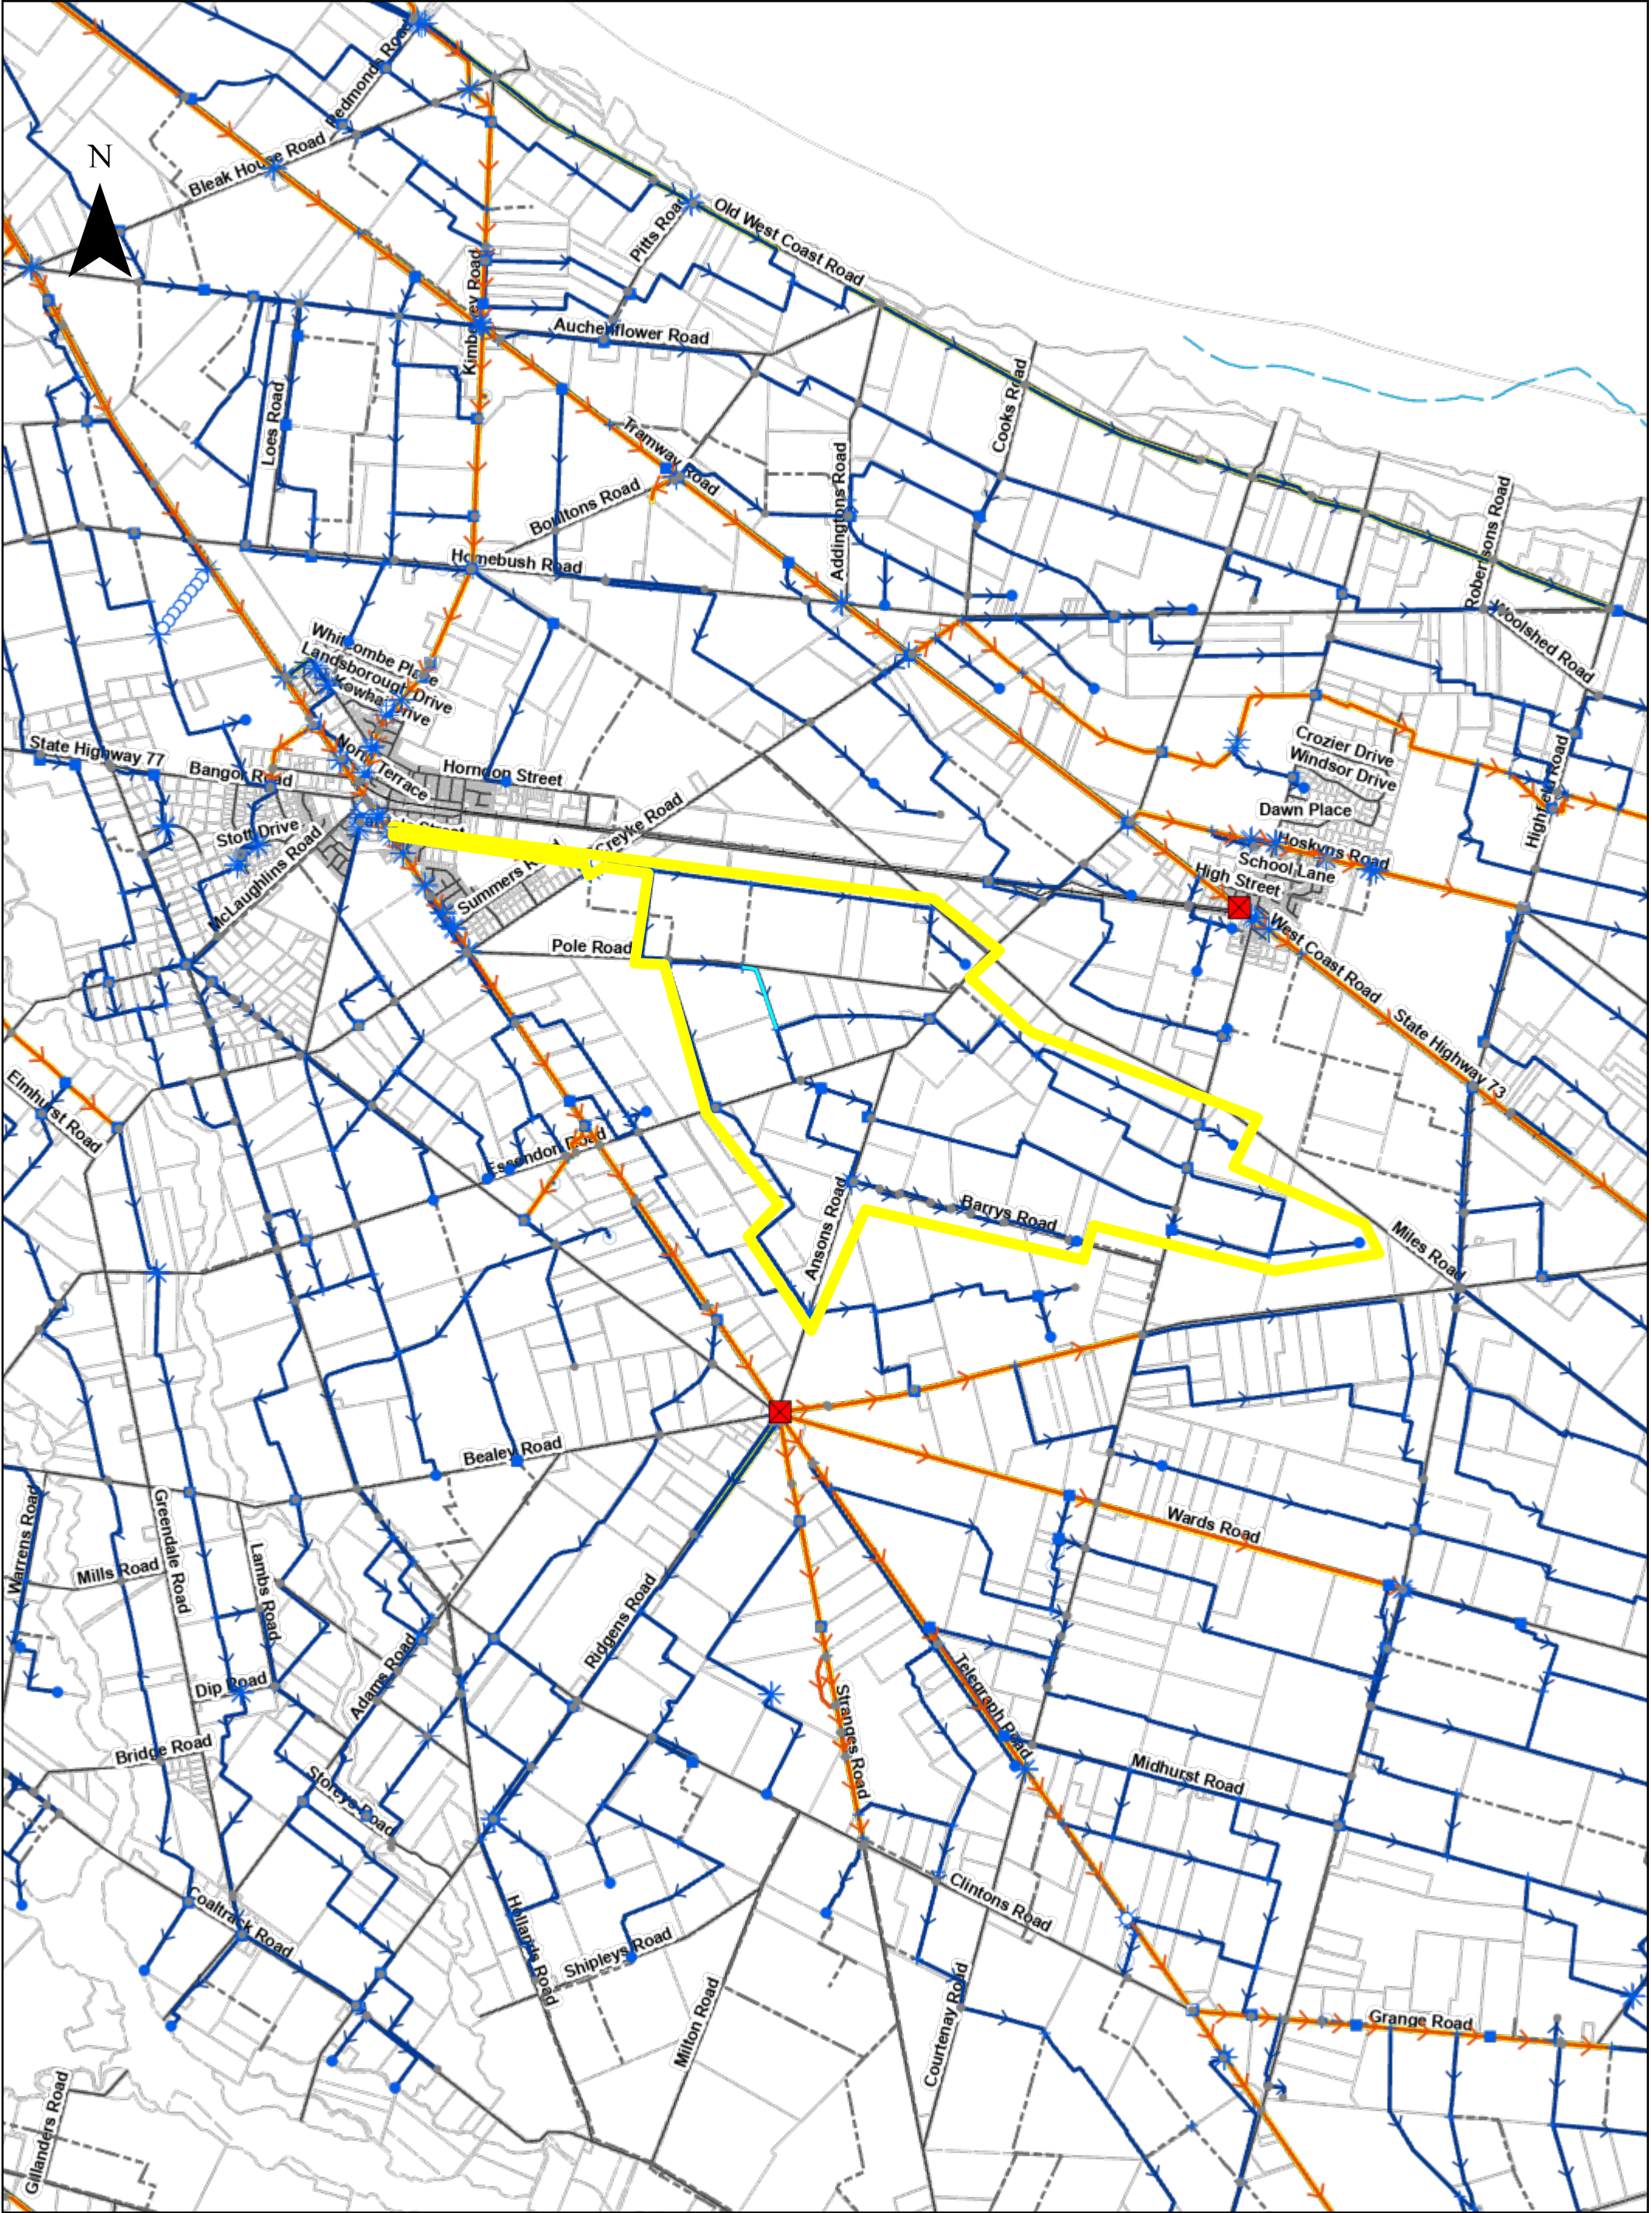 Redmonds Road
N
Bleak House Road
Pitts Road
Old West Coast Road
Kimberley Road
Auchenflower Road
Loes Road
Cooks Road
Tramway Road
Boultons Road
Addingtons Road
Robertsons Road
Homebush Road
Woolshed Road
Whitcombe Place
Landsborough Drive
Kowhai Drive
State Highway 77
North Terrace
Bangor Road
Horndon Street
Crozier Drive
Windsor Drive
Dawn Place
Highfield Road
Creyke Road
Stott Drive
McLaughlins Road
Summers Road
Hoskyns Road
School Lane
High Street
Pole Road
West Coast Road
State Highway 73
Elmhurst Road
Essendon Road
Ansons Road
Barrys Road
Miles Road
Bealey Road
Warrens Road
Greendale Road
Lambs Road
Mills Road
Wards Road
Ridgens Road
Adams Road
Dip Road
Stranges Road
Telegraph Road
Bridge Road
Storeys Road
Midhurst Road
Coaltrack Road
Hollands Road
Shipleys Road
Clintons Road
Milton Road
Courtenay Road
Grange Road
Gillanders Road